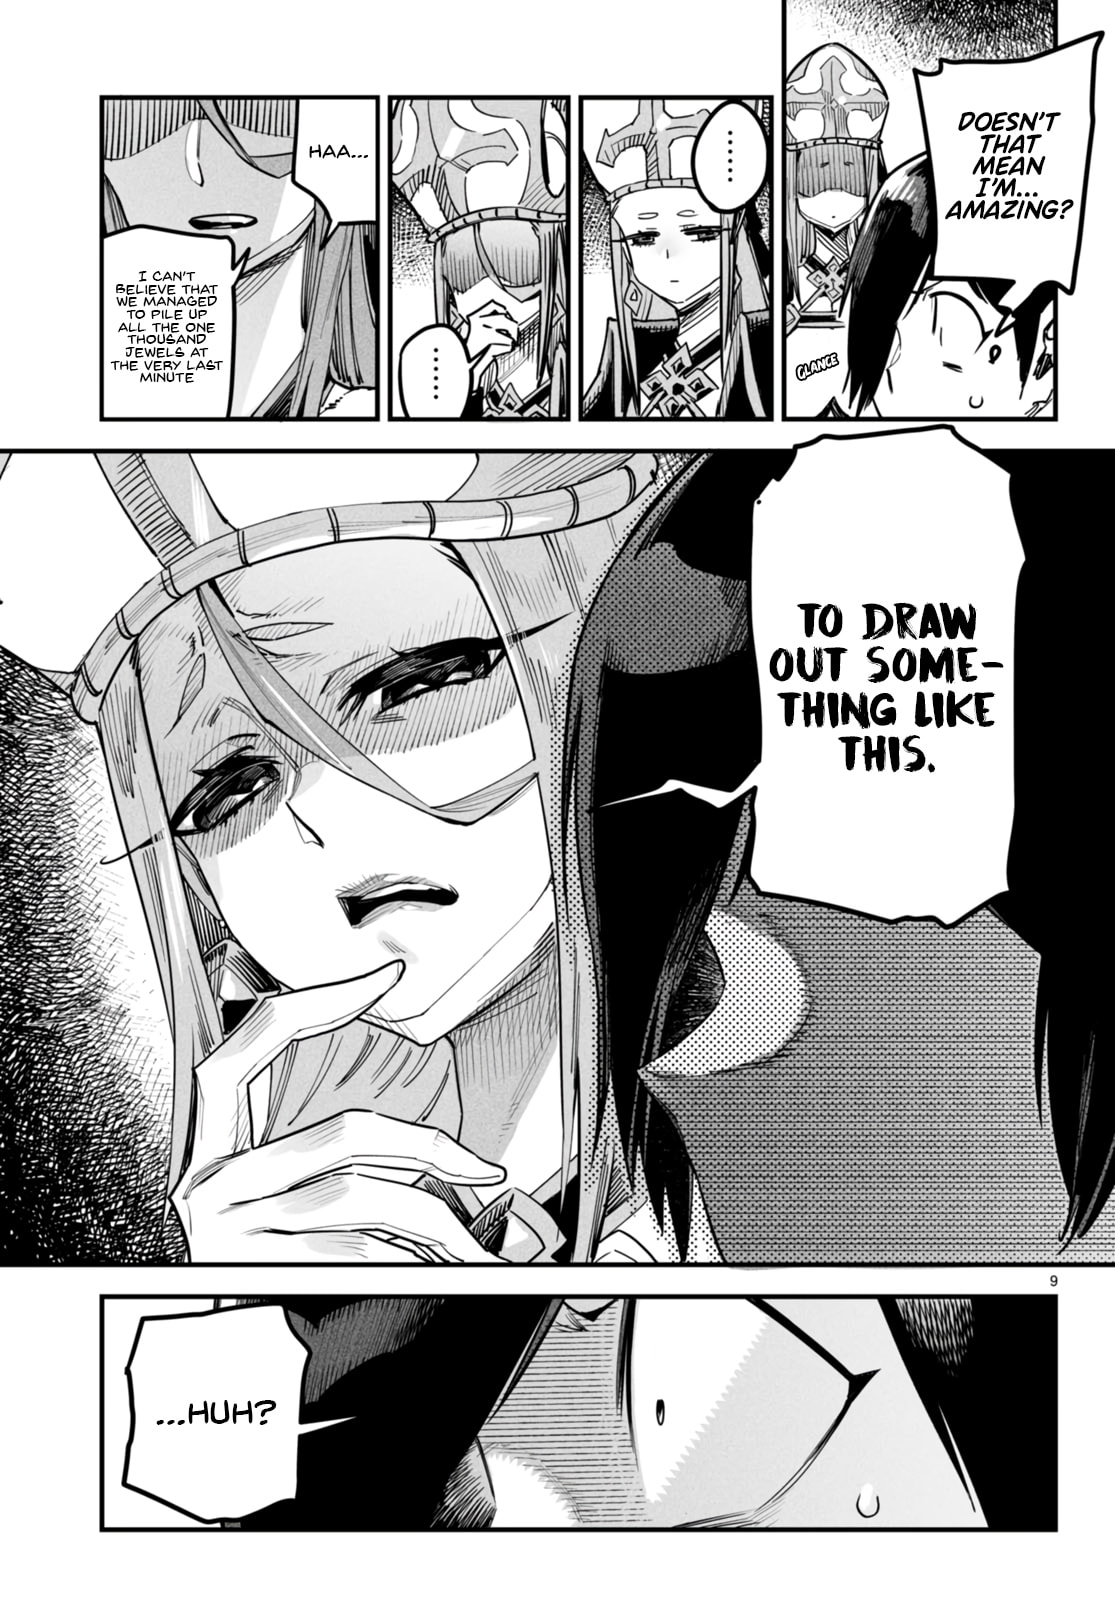 DOESN'T
THAT
MEAN
I'M...
AMAZING?
GLANCE
......
......
HAA...
I CAN'T
BELIEVE THAT
WE MANAGED
TO PILE UP
ALL THE ONE
THOUSAND
JEWELS AT
THE VERY LAST
MINUTE
TO DRAW
OUT SOME-
THING LIKE
THIS.
9
...HUH?